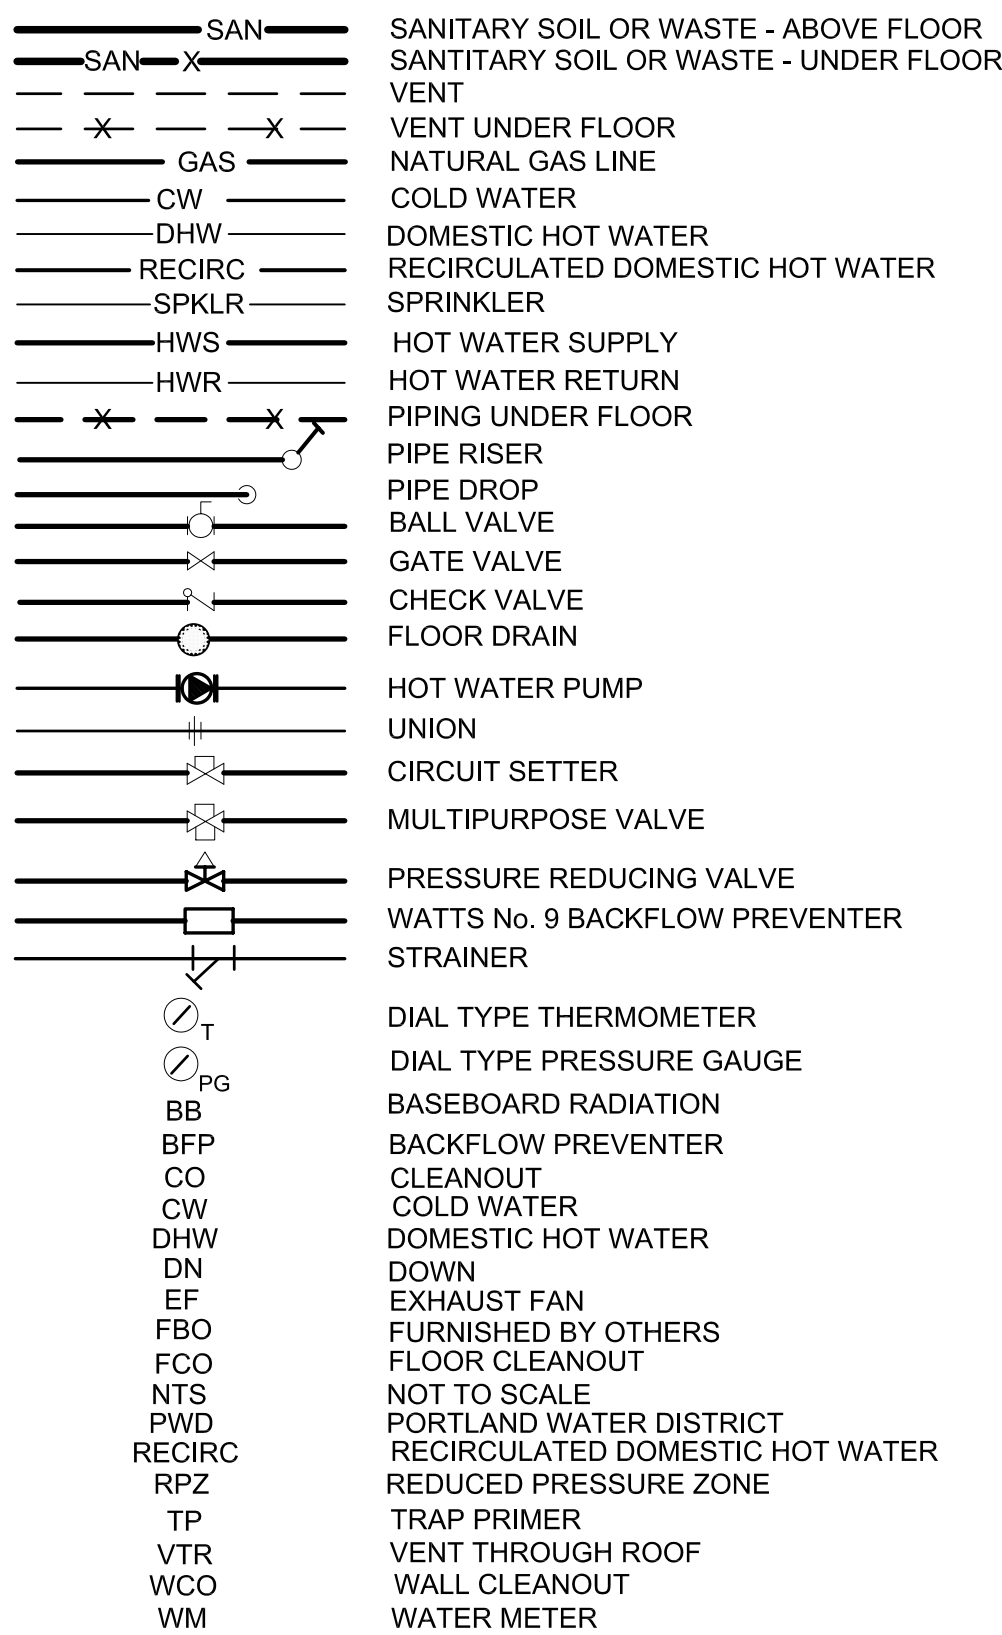 SAN SANITARY SOIL OR WASTE - ABOVE FLOOR
SAN X SANTITARY SOIL OR WASTE - UNDER FLOOR
VENT
X X VENT UNDER FLOOR
GAS NATURAL GAS LINE
CW COLD WATER
DHW DOMESTIC HOT WATER
RECIRC RECIRCULATED DOMESTIC HOT WATER
SPKLR SPRINKLER
HWS HOT WATER SUPPLY
HWR HOT WATER RETURN
X X PIPING UNDER FLOOR
PIPE RISER
PIPE DROP
BALL VALVE
GATE VALVE
CHECK VALVE
FLOOR DRAIN
HOT WATER PUMP
UNION
CIRCUIT SETTER
MULTIPURPOSE VALVE
PRESSURE REDUCING VALVE
WATTS No. 9 BACKFLOW PREVENTER
STRAINER
T DIAL TYPE THERMOMETER
PG DIAL TYPE PRESSURE GAUGE
BB BASEBOARD RADIATION
BFP BACKFLOW PREVENTER
CO CLEANOUT
CW COLD WATER
DHW DOMESTIC HOT WATER
DN DOWN
EF EXHAUST FAN
FBO FURNISHED BY OTHERS
FCO FLOOR CLEANOUT
NTS NOT TO SCALE
PWD PORTLAND WATER DISTRICT
RECIRC RECIRCULATED DOMESTIC HOT WATER
RPZ REDUCED PRESSURE ZONE
TP TRAP PRIMER
VTR VENT THROUGH ROOF
WCO WALL CLEANOUT
WM WATER METER